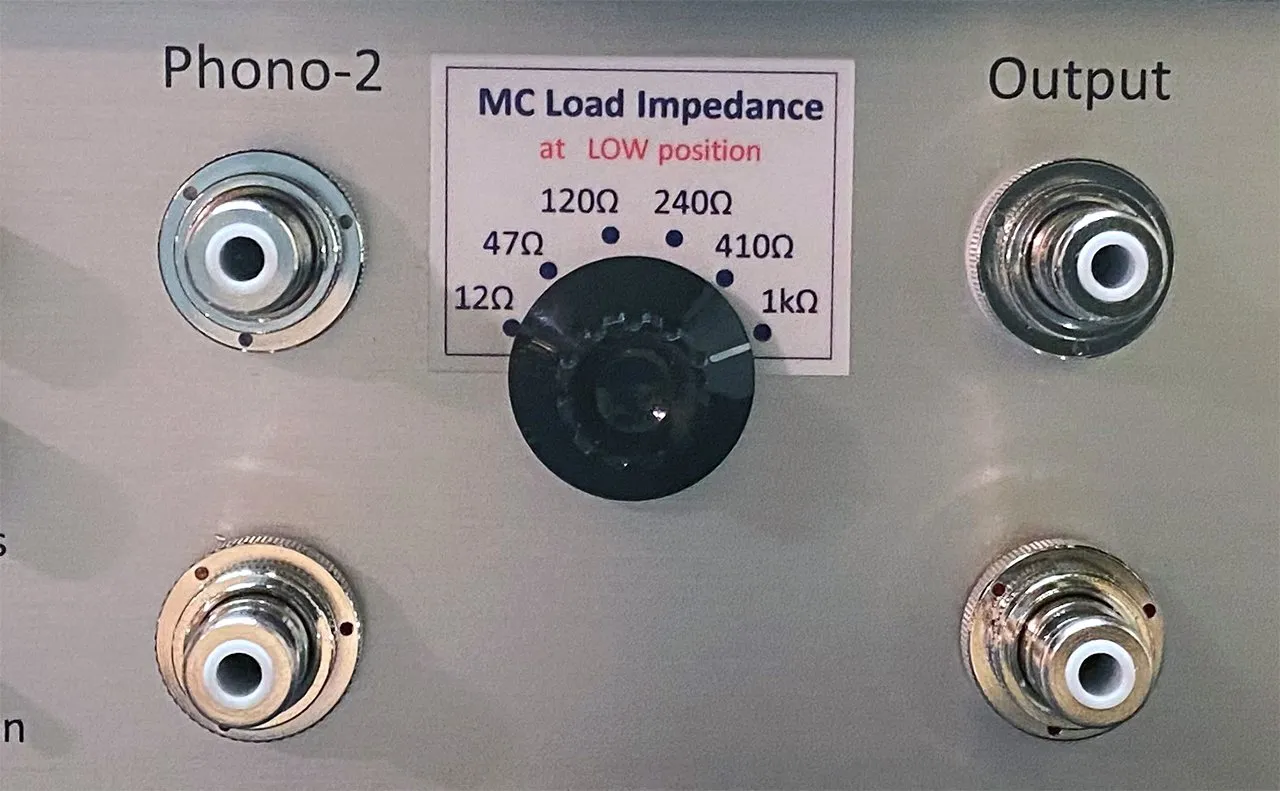 Phono-2
MC Load Impedance
at LOW position
120Ω 240Ω
47Ω 410Ω
12Ω 1kΩ
Output
s
n